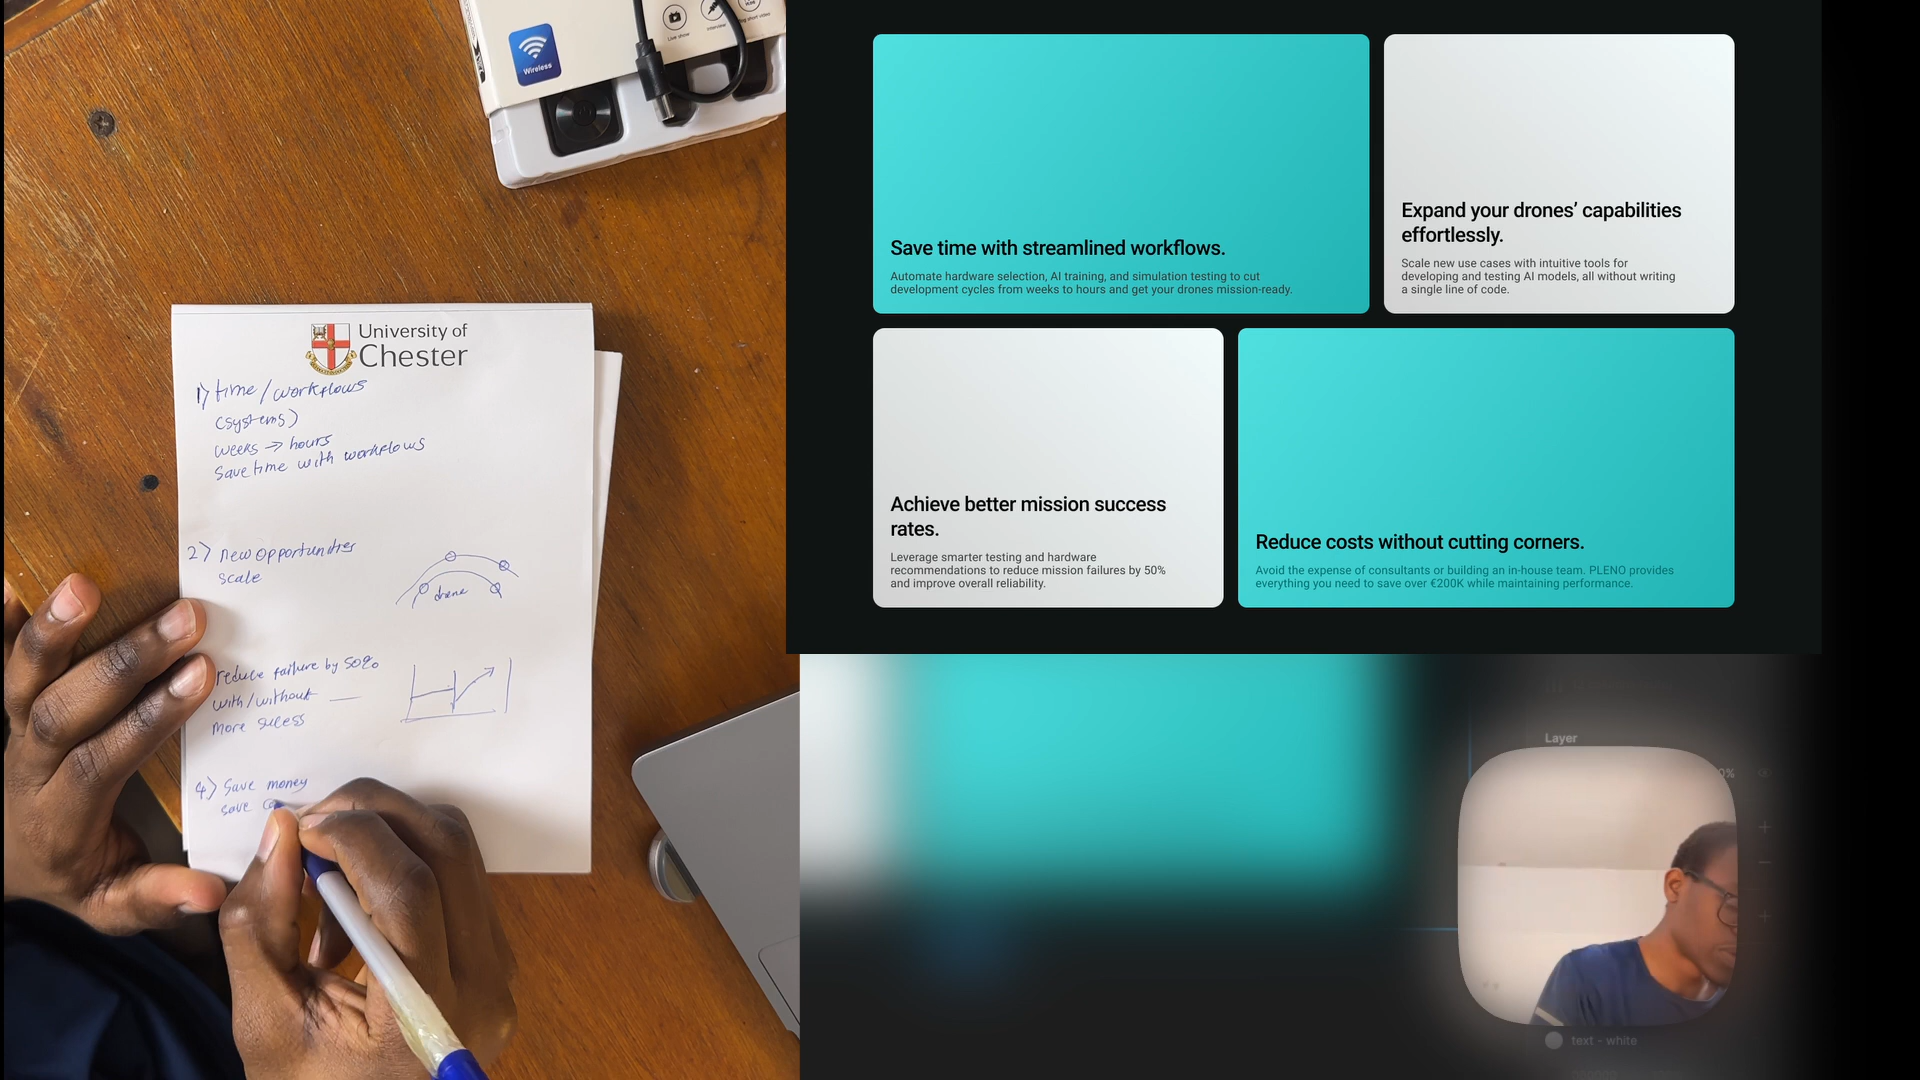 Wireless
Live show
interview
short video
University of
Chester
1) time / workflows
(systems)
weeks → hours
Save time with workflows
2) new opportunities
scale
drone
reduce failure by 50%
with/without
more sucess
4) Save money
save
Save time with streamlined workflows.
Automate hardware selection, AI training, and simulation testing to cut
development cycles from weeks to hours and get your drones mission-ready.
Expand your drones’ capabilities
effortlessly.
Scale new use cases with intuitive tools for
developing and testing AI models, all without writing
a single line of code.
Achieve better mission success
rates.
Leverage smarter testing and hardware
recommendations to reduce mission failures by 50%
and improve overall reliability.
Reduce costs without cutting corners.
Avoid the expense of consultants or building an in-house team. PLENO provides
everything you need to save over €200K while maintaining performance.
Layer
0%
text - white